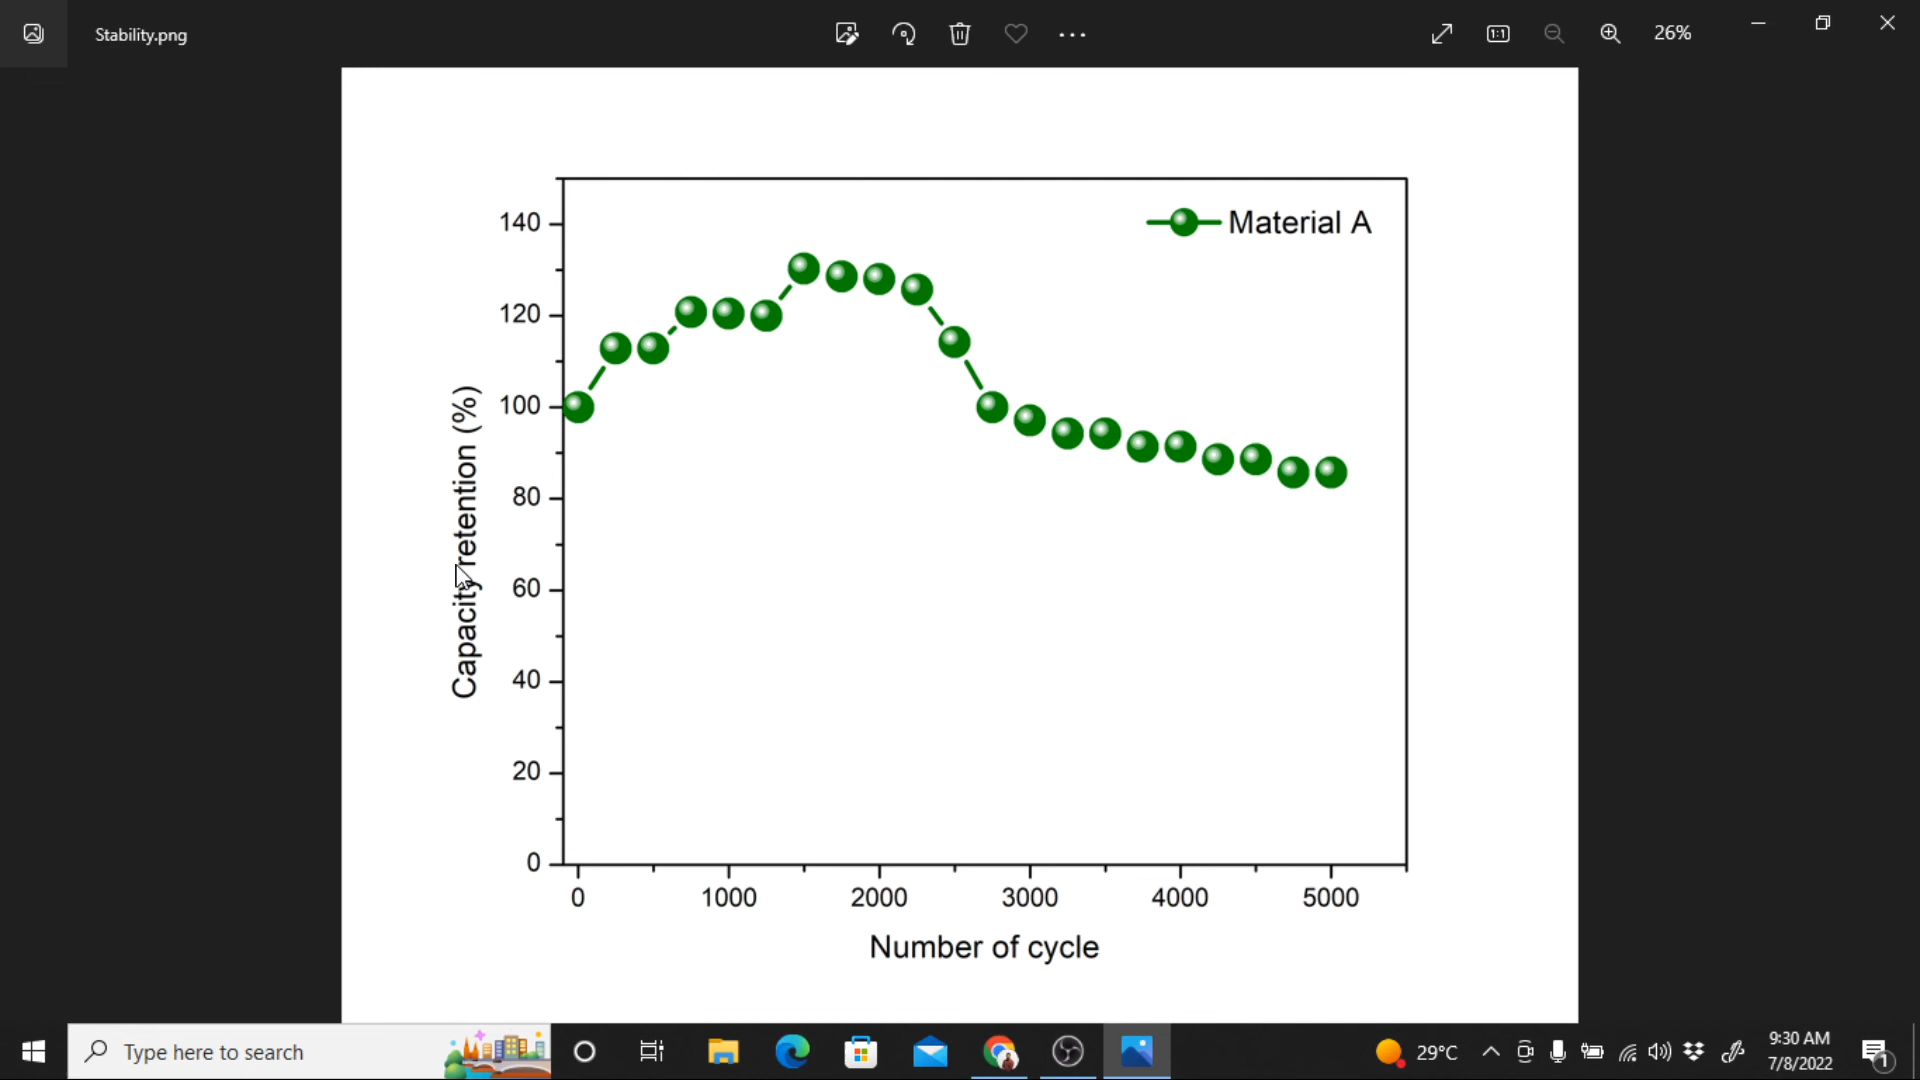 Stability.png
26%
Material A
140
120
100
80
60
40
20
0
Capacity retention (%)
0 1000 2000 3000 4000 5000
Number of cycle
Type here to search
29°C
9:30 AM
7/8/2022
1